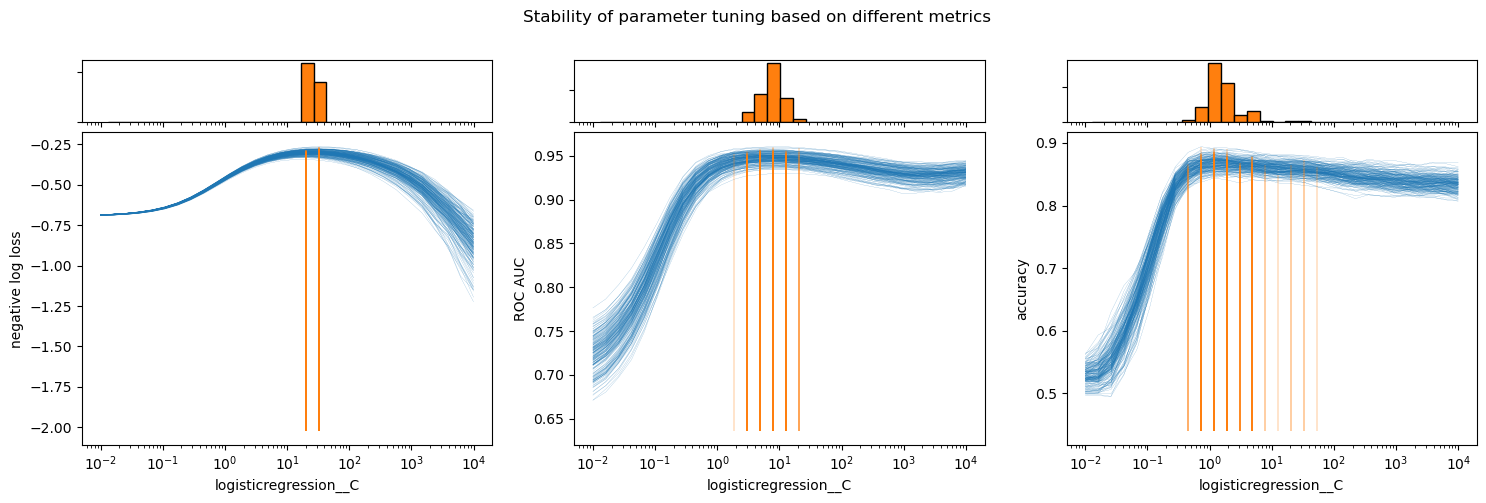 Stability of parameter tuning based on different metrics
negative log loss
−0.25
−0.50
−0.75
−1.00
−1.25
−1.50
−1.75
−2.00
10⁻² 10⁻¹ 10⁰ 10¹ 10² 10³ 10⁴
logisticregression__C
ROC AUC
0.95
0.90
0.85
0.80
0.75
0.70
0.65
10⁻² 10⁻¹ 10⁰ 10¹ 10² 10³ 10⁴
logisticregression__C
accuracy
0.9
0.8
0.7
0.6
0.5
10⁻² 10⁻¹ 10⁰ 10¹ 10² 10³ 10⁴
logisticregression__C